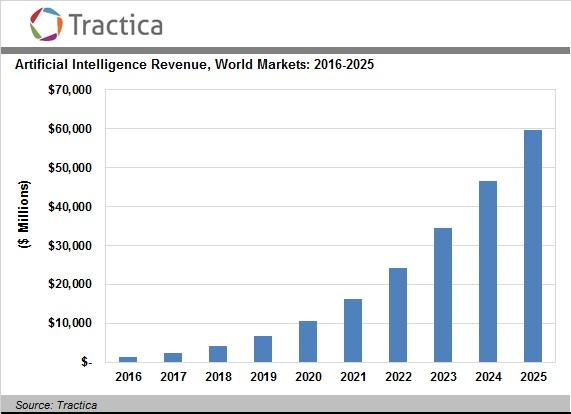 Tractica
Artificial Intelligence Revenue, World Markets: 2016-2025
$70,000
$60,000
$50,000
$40,000
$30,000
$20,000
$10,000
$-
($ Millions)
2016 2017 2018 2019 2020 2021 2022 2023 2024 2025
Source: Tractica